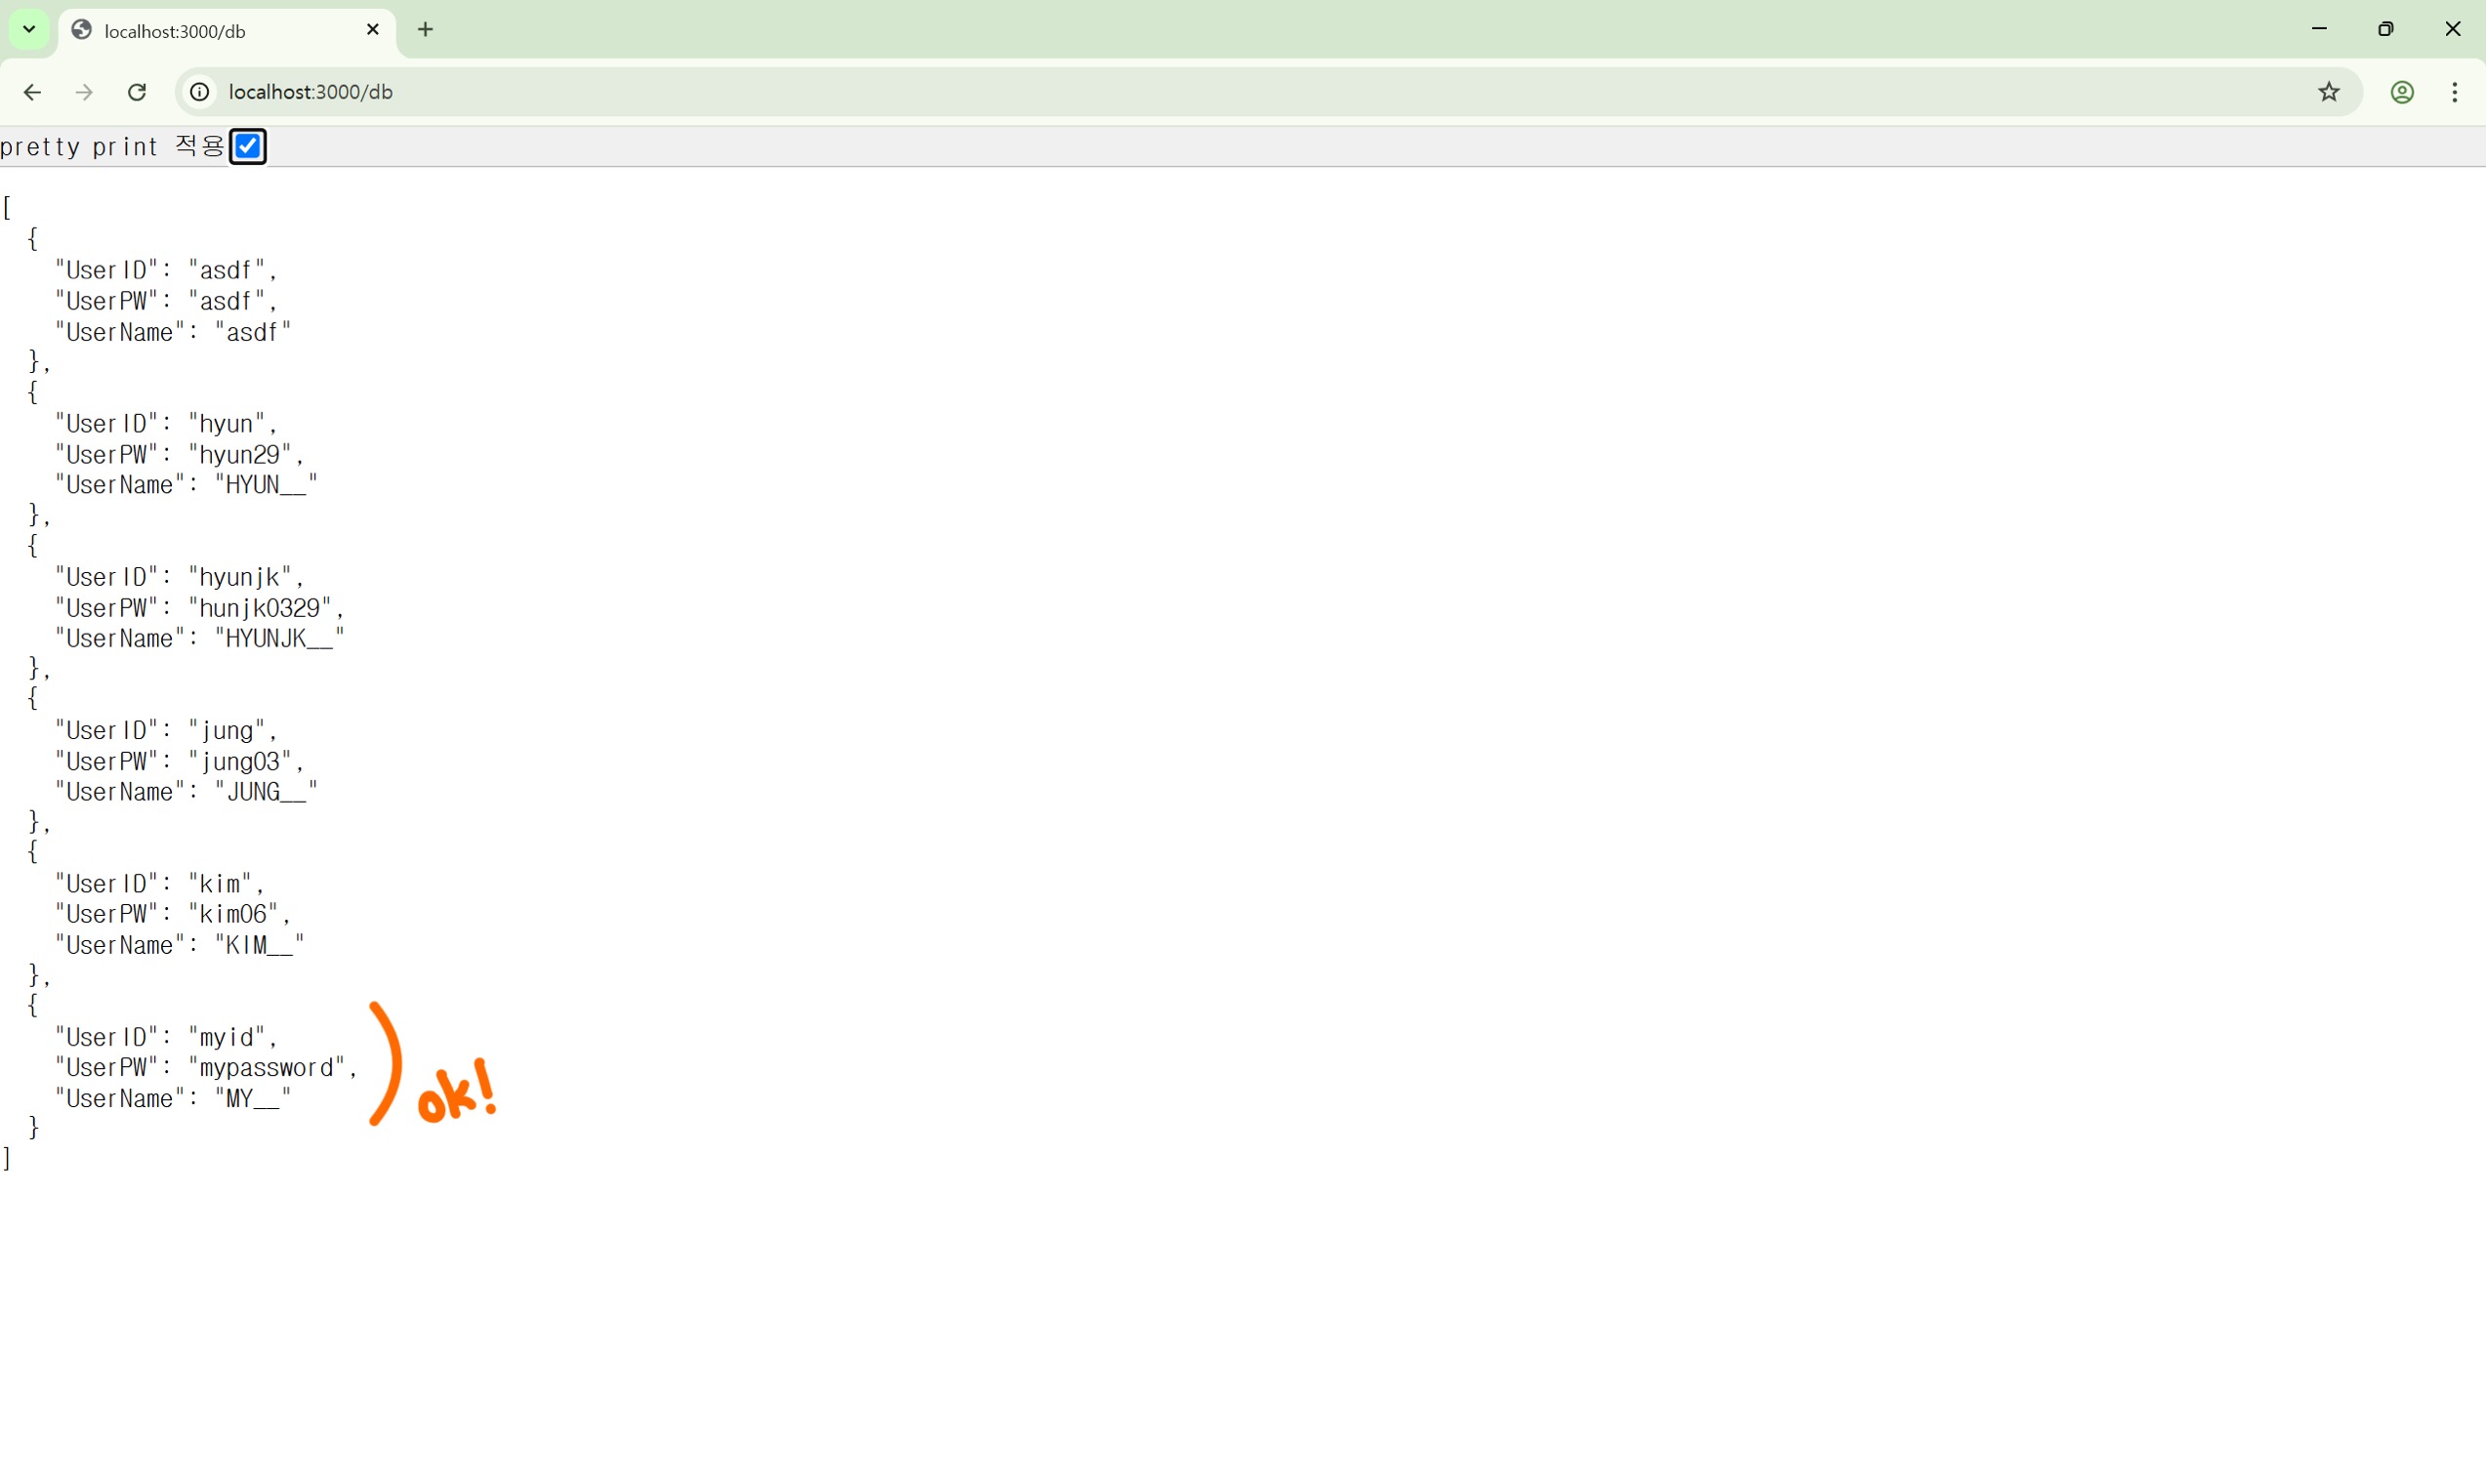 localhost:3000/db
localhost:3000/db
pretty print 적용
[
  {
    "UserID": "asdf",
    "UserPW": "asdf",
    "UserName": "asdf"
  },
  {
    "UserID": "hyun",
    "UserPW": "hyun29",
    "UserName": "HYUN__"
  },
  {
    "UserID": "hyunjk",
    "UserPW": "hunjk0329",
    "UserName": "HYUNJK__"
  },
  {
    "UserID": "jung",
    "UserPW": "jung03",
    "UserName": "JUNG__"
  },
  {
    "UserID": "kim",
    "UserPW": "kim06",
    "UserName": "KIM__"
  },
  {
    "UserID": "myid",
    "UserPW": "mypassword",
    "UserName": "MY__"
  }
]
ok!